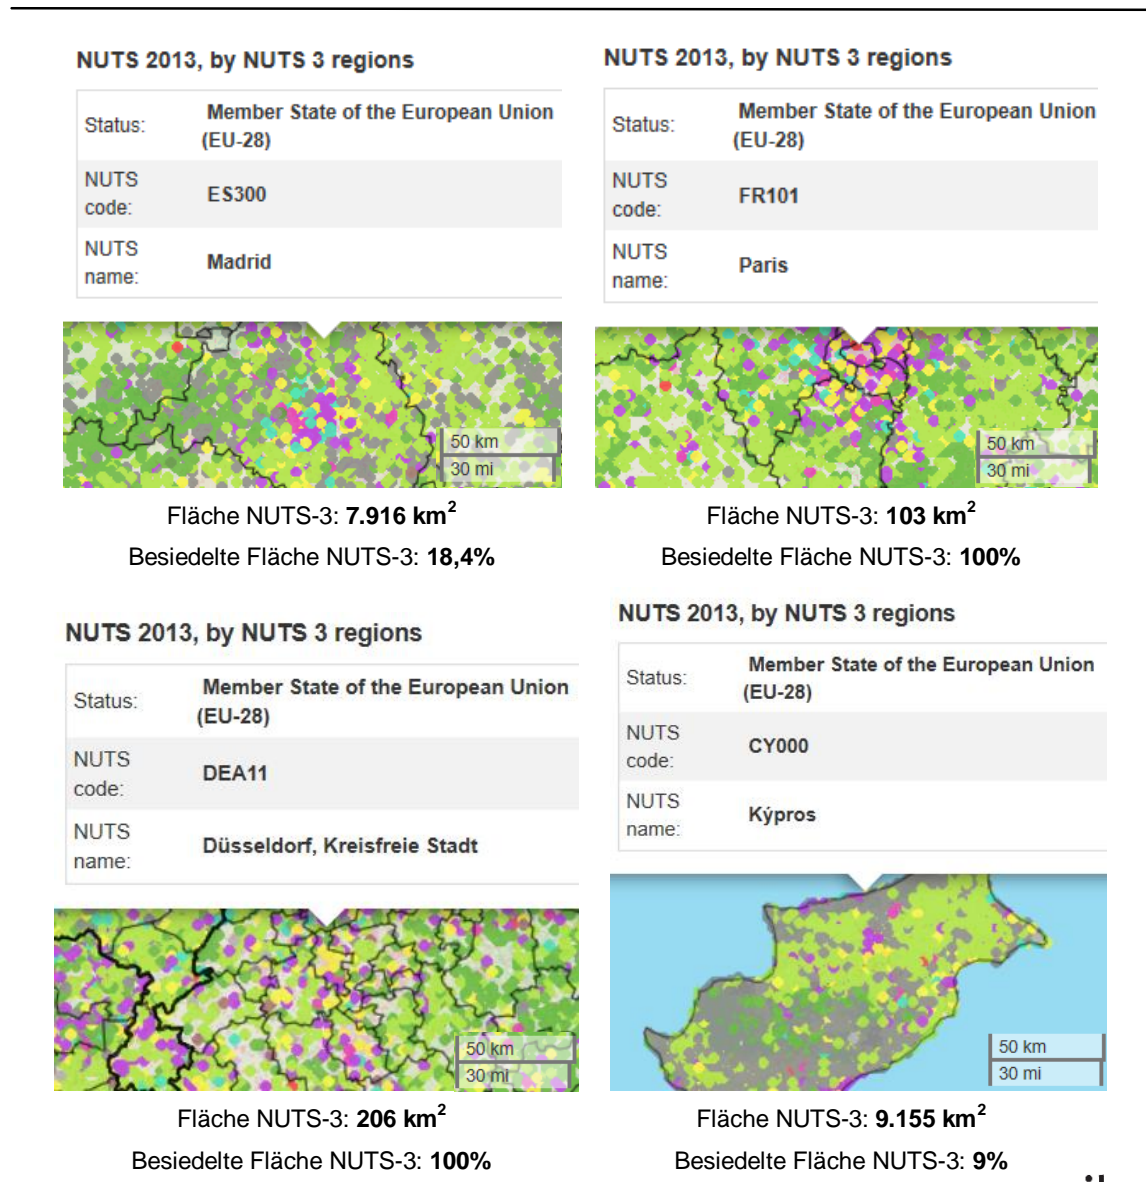 NUTS 2013, by NUTS 3 regions
Status: Member State of the European Union
(EU-28)
NUTS
code: ES300
NUTS
name: Madrid
50 km
30 mi
Fläche NUTS-3: 7.916 km²
Besiedelte Fläche NUTS-3: 18,4%
NUTS 2013, by NUTS 3 regions
Status: Member State of the European Union
(EU-28)
NUTS
code: FR101
NUTS
name: Paris
50 km
30 mi
Fläche NUTS-3: 103 km²
Besiedelte Fläche NUTS-3: 100%
NUTS 2013, by NUTS 3 regions
Status: Member State of the European Union
(EU-28)
NUTS
code: DEA11
NUTS
name: Düsseldorf, Kreisfreie Stadt
50 km
30 mi
Fläche NUTS-3: 206 km²
Besiedelte Fläche NUTS-3: 100%
NUTS 2013, by NUTS 3 regions
Status: Member State of the European Union
(EU-28)
NUTS
code: CY000
NUTS
name: Kýpros
50 km
30 mi
Fläche NUTS-3: 9.155 km²
Besiedelte Fläche NUTS-3: 9%